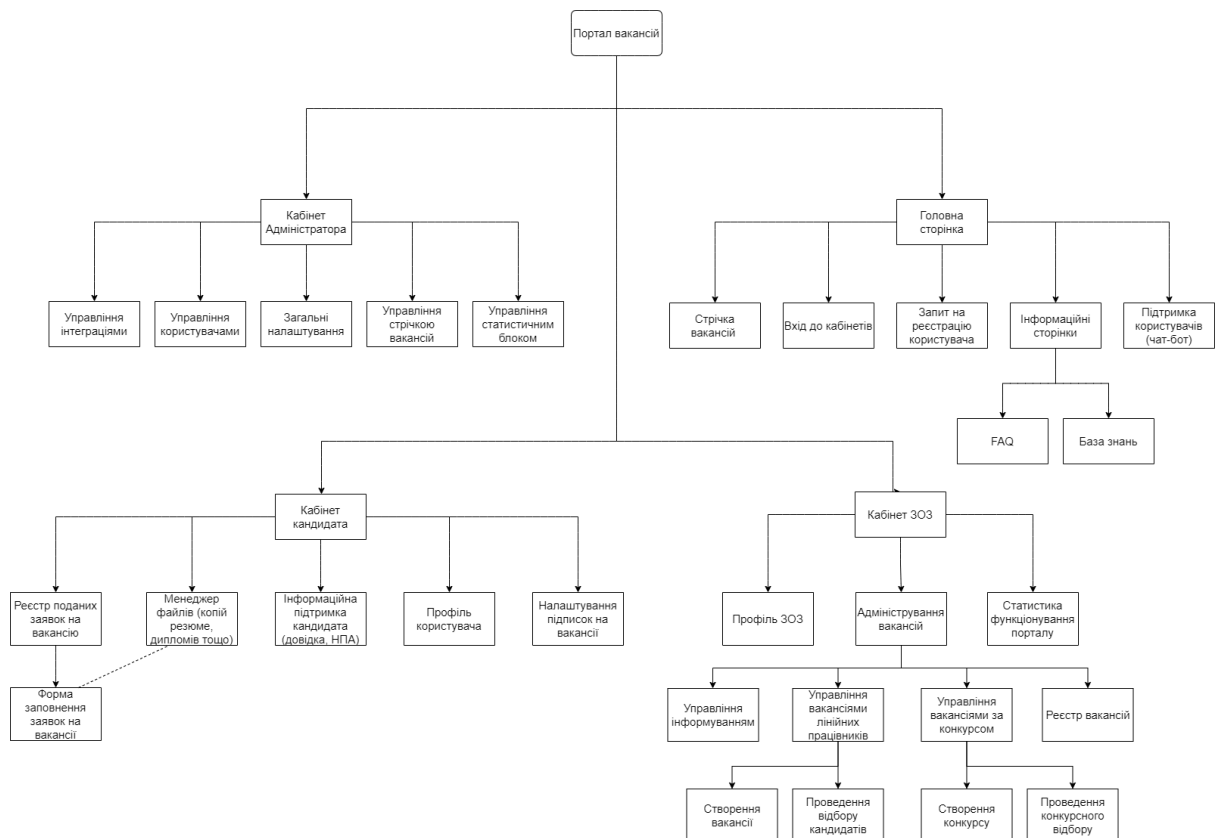 Портал вакансій
Кабінет
Адміністратора
Головна
сторінка
Управління
інтеграціями
Управління
користувачами
Загальні
налаштування
Управління
стрічкою
вакансій
Управління
статистичним
блоком
Стрічка
вакансій
Вхід до кабінетів
Запит на
реєстрацію
користувача
Інформаційні
сторінки
Підтримка
користувачів
(чат-бот)
FAQ
База знань
Кабінет
кандидата
Кабінет ЗОЗ
Реєстр поданих
заявок на
вакансію
Менеджер
файлів (копій
резюме,
дипломів тощо)
Інформаційна
підтримка
кандидата
(довідка, НПА)
Профіль
користувача
Налаштування
підписок на
вакансії
Профіль ЗОЗ
Адміністрування
вакансій
Статистика
функціонування
порталу
Форма
заповнення
заявок на
вакансії
Управління
інформуванням
Управління
вакансіями
лінійних
працівників
Управління
вакансіями за
конкурсом
Реєстр вакансій
Створення
вакансії
Проведення
відбору
кандидатів
Створення
конкурсу
Проведення
конкурсного
відбору